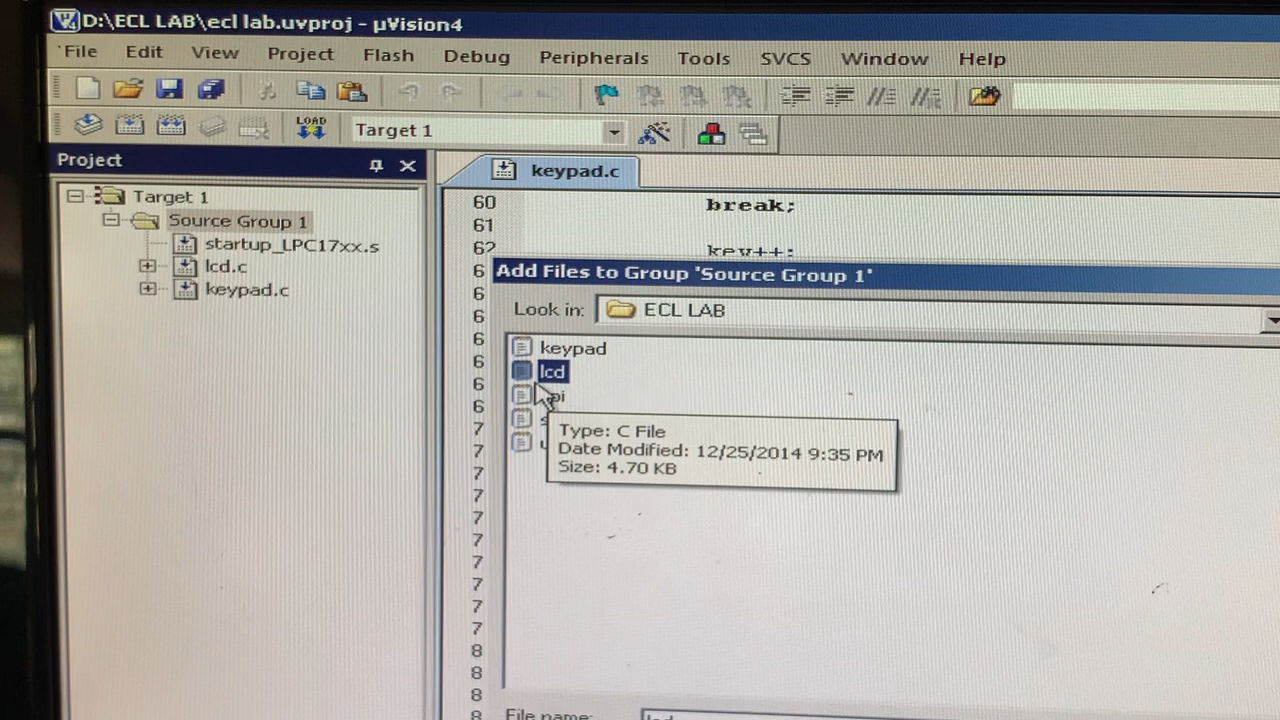 D:\ECL LAB\ecl lab.uvproj - µVision4
File Edit View Project Flash Debug Peripherals Tools SVCS Window Help
LOAD Target 1
Project
keypad.c
Target 1
Source Group 1
startup_LPC17xx.s
lcd.c
keypad.c
60 break;
61
62 key++;
Add Files to Group 'Source Group 1'
Look in: ECL LAB
keypad
lcd
Type: C File
Date Modified: 12/25/2014 9:35 PM
Size: 4.70 KB
File name: